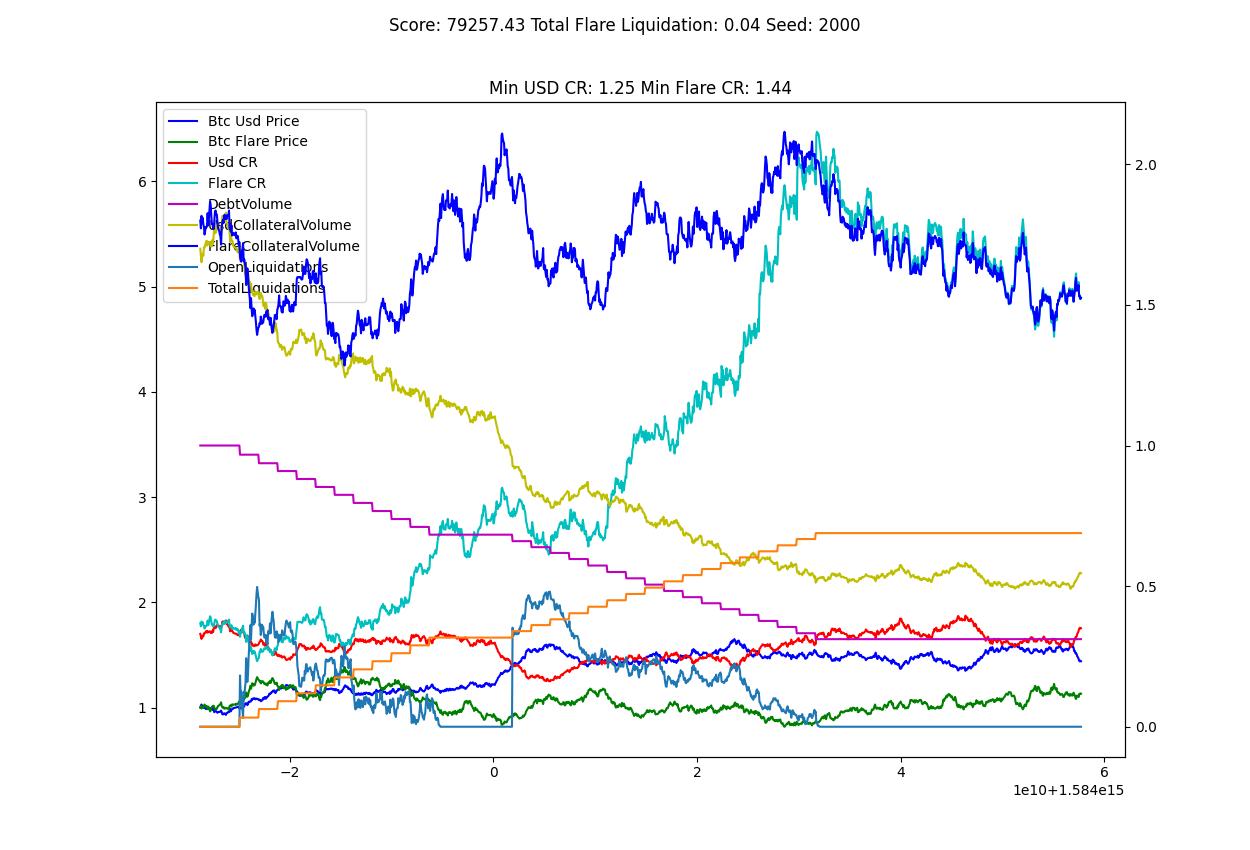 Score: 79257.43 Total Flare Liquidation: 0.04 Seed: 2000
Min USD CR: 1.25 Min Flare CR: 1.44
Btc Usd Price
Btc Flare Price
Usd CR
Flare CR
DebtVolume
UsdCollateralVolume
FlareCollateralVolume
OpenLiquidations
TotalLiquidations
6
5
4
3
2
1
2.0
1.5
1.0
0.5
0.0
−2
0
2
4
6
1e10+1.584e15